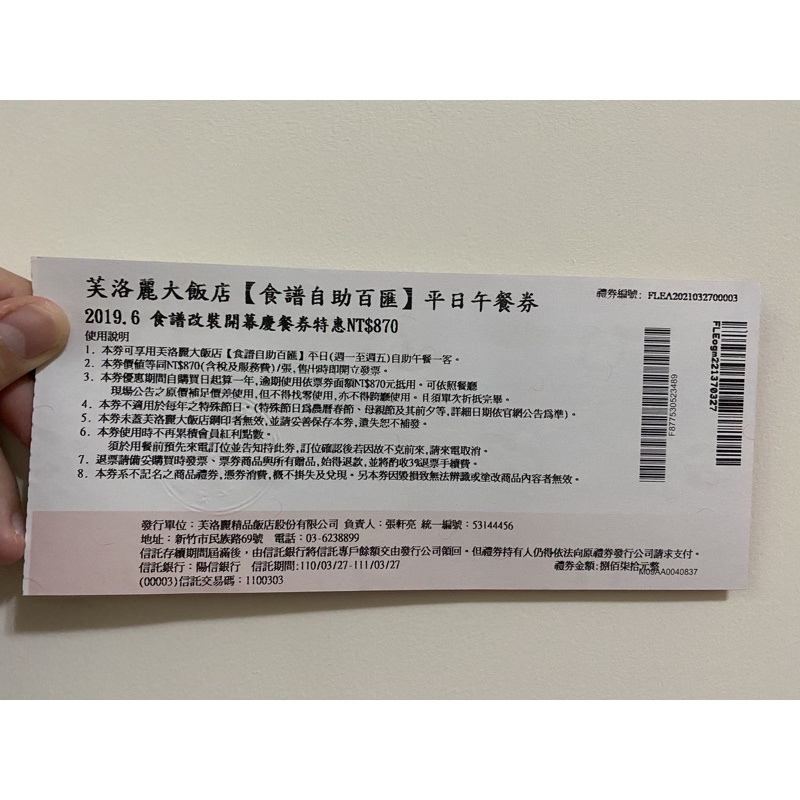 芙洛麗大飯店【食譜自助百匯】平日午餐券
禮券編號: FLEA2021032700003
2019.6 食譜改裝開幕慶餐券特惠NT$870
使用說明
1. 本券可享用芙洛麗大飯店【食譜自助百匯】平日(週一至週五)自助午餐一客。
2. 本券價值等同NT$870(含稅及服務費)/張,售出時即開立發票。
3. 本券優惠期間自購買日起算一年,逾期使用依票券面額NT$870元抵用。可依照餐廳
現場公告之原價補足價差使用,但不得找零使用,亦不得跨廳使用。且須單次折抵完畢。
4. 本券不適用於每年之特殊節日。(特殊節日為農曆春節、母親節及其前夕等,詳細日期依官網公告為準)。
5. 本券未蓋芙洛麗大飯店鋼印者無效,並請妥善保存本券,遺失恕不補發。
6. 本券使用時不再累積會員紅利點數。
須於用餐前預先來電訂位並告知持此券,訂位確認後若因故不克前來,請來電取消。
7. 退票請備妥購買時發票、票券商品與所有贈品,始得退款,並將酌收3%退票手續費。
8. 本券系不記名之商品禮券,憑券消費,概不掛失及兌現。另本券因毀損致無法辨識或塗改商品內容者無效。
F877530523489
FLEogm2213270327
發行單位:芙洛麗精品飯店股份有限公司 負責人:張軒亮 統一編號:53144456
地址:新竹市民族路69號 電話:03-6238899
信託存續期間屆滿後,由信託銀行將信託專戶餘額交由發行公司領回。但禮券持有人仍得依法向原禮券發行公司請求支付。
信託銀行:陽信銀行 信託期間:110/03/27-111/03/27
禮券金額:捌佰柒拾元整
M09AA0040837
(00003)信託交易碼:1100303